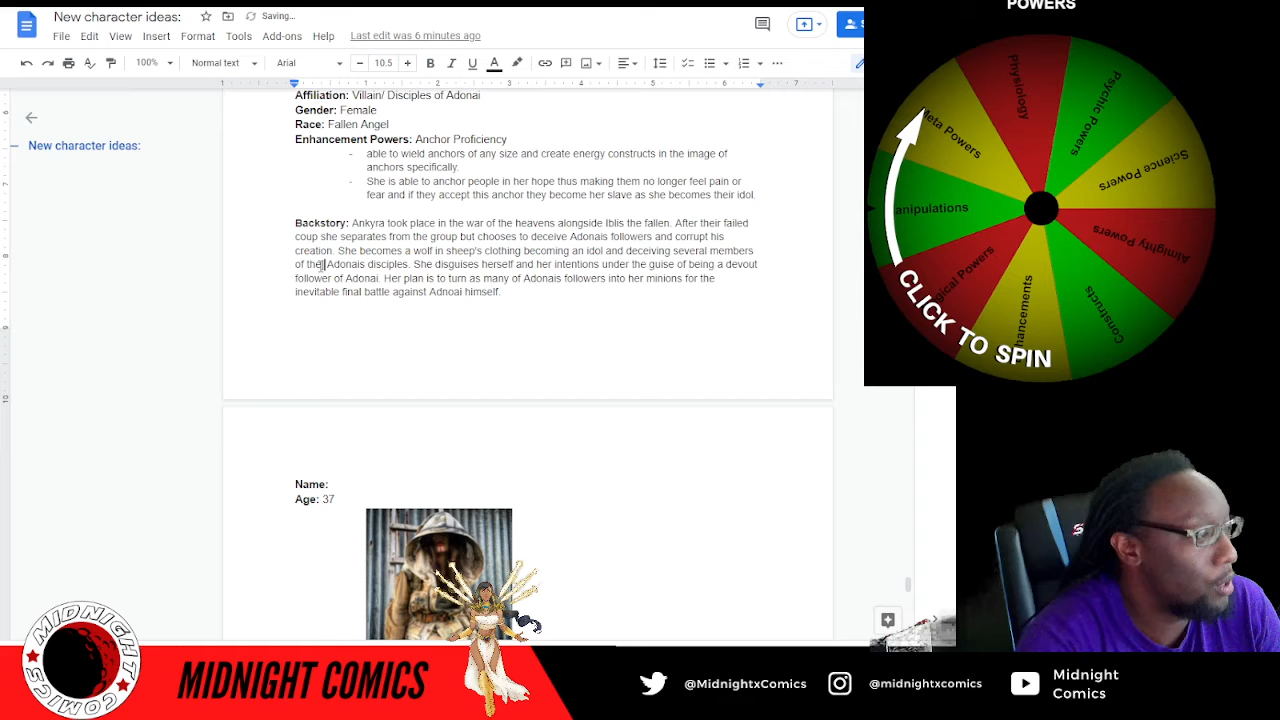 New character ideas:
Saving...
File Edit View Insert Format Tools Add-ons Help Last edit was 6 minutes ago
100% Normal text Arial 10.5
New character ideas:
Affiliation: Villain/ Disciples of Adonai
Gender: Female
Race: Fallen Angel
Enhancement Powers: Anchor Proficiency
- able to wield anchors of any size and create energy constructs in the image of
anchors specifically.
- She is able to anchor people in her hope thus making them no longer feel pain or
fear and if they accept this anchor they become her slave as she becomes their idol.
Backstory: Ankyra took place in the war of the heavens alongside Iblis the fallen. After their failed
coup she separates from the group but chooses to deceive Adonais followers and corrupt his
creation. She becomes a wolf in sheep's clothing becoming an idol and deceiving several members
of the Adonais disciples. She disguises herself and her intentions under the guise of being a devout
follower of Adonai. Her plan is to turn as many of Adonais followers into her minions for the
inevitable final battle against Adnoai himself.
Name:
Age: 37
POWERS
Physiology
Psychic Powers
Science Powers
Almighty Powers
Constructs
hancements
gical Powers
anipulations
Meta Powers
CLICK TO SPIN
MIDNIGHT
COMICS
MIDNIGHT COMICS
@MidnightxComics
@midnightxcomics
Midnight
Comics